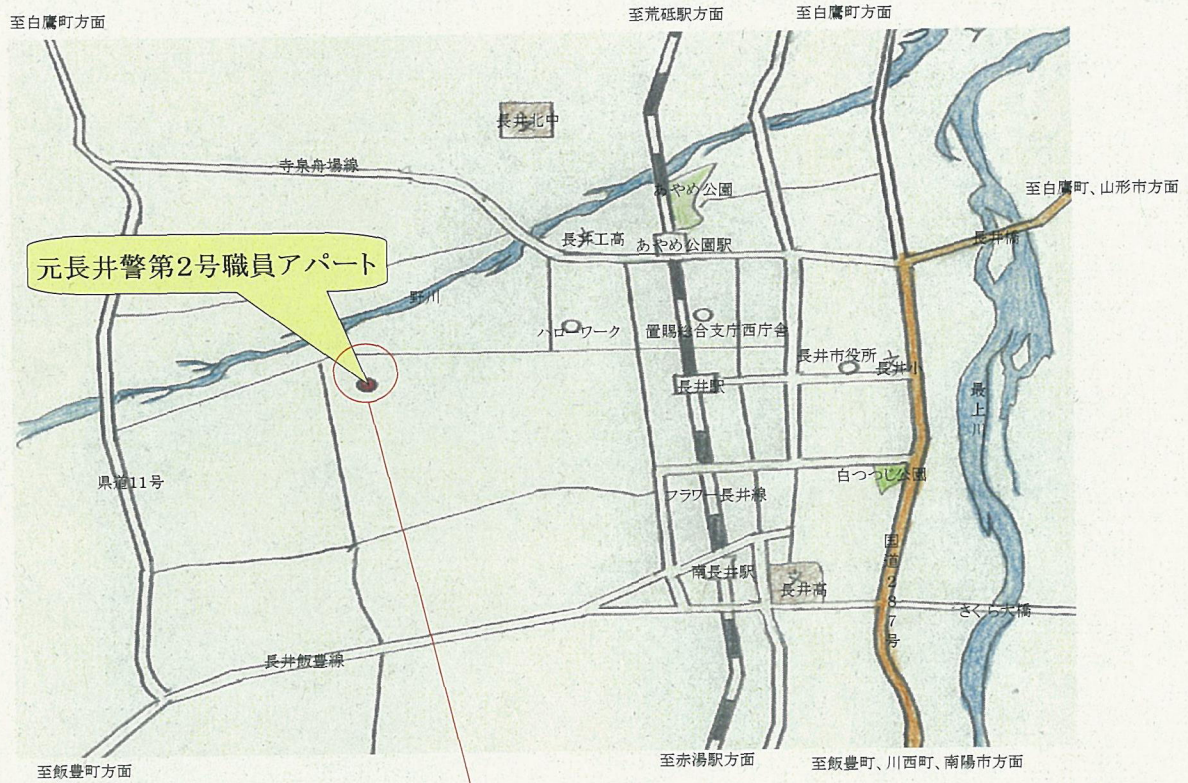 至荒砥駅方面
至白鷹町方面
至白鷹町方面
長井北中
寺泉舟場線
あやめ公園
至白鷹町、山形市方面
長井工高
あやめ公園駅
長井橋
元長井警第2号職員アパート
野川
ハローワーク
置賜総合支庁西庁舎
長井市役所
長井小
長井駅
最上川
県道11号
白つつじ公園
フラワー長井線
国道287号
南長井駅
長井高
さくら大橋
長井飯豊線
至赤湯駅方面
至飯豊町、川西町、南陽市方面
至飯豊町方面